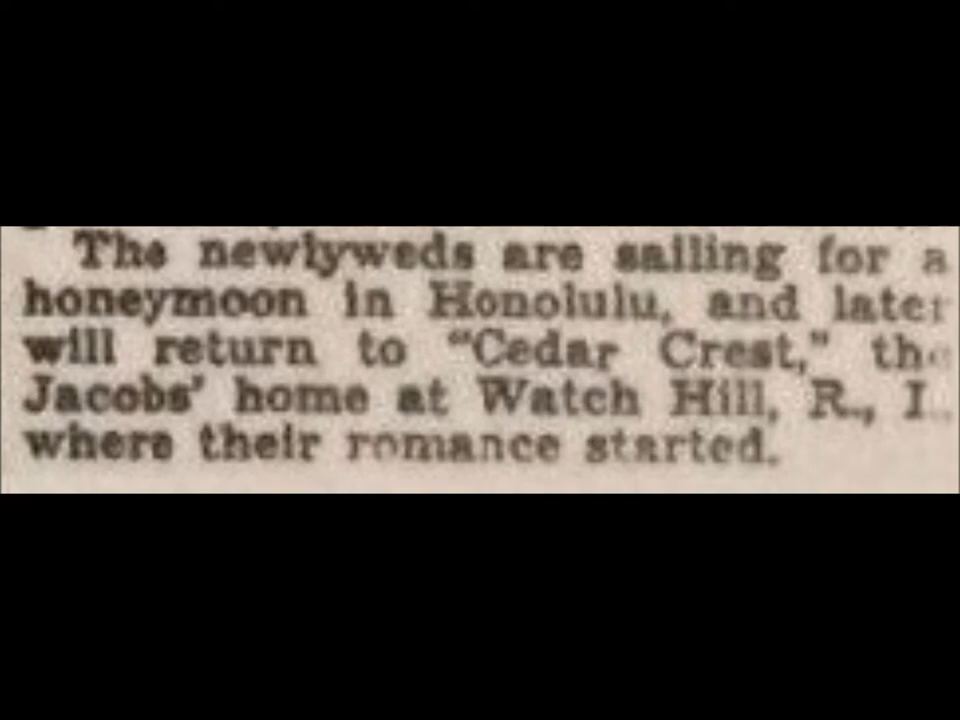 The newlyweds are sailing for a
honeymoon in Honolulu, and later
will return to "Cedar Crest," the
Jacobs' home at Watch Hill, R., I.,
where their romance started.